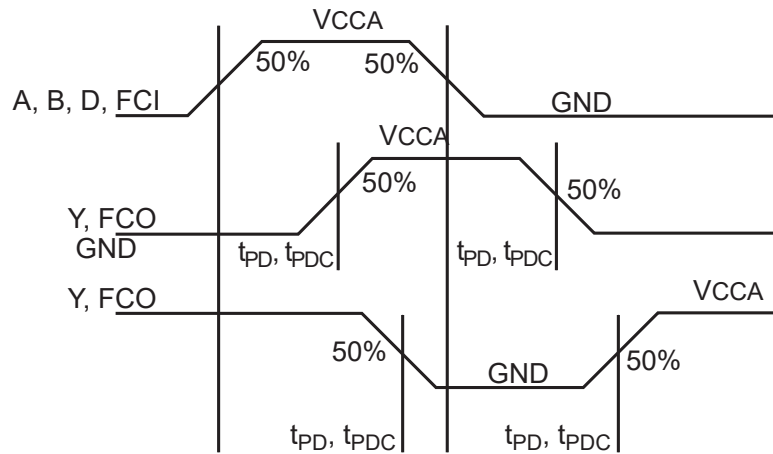 VCCA
50% 50%
A, B, D, FCI
GND
VCCA
50% 50%
Y, FCO
GND
tPD, tPDC tPD, tPDC
Y, FCO
VCCA
50% 50%
GND
tPD, tPDC tPD, tPDC